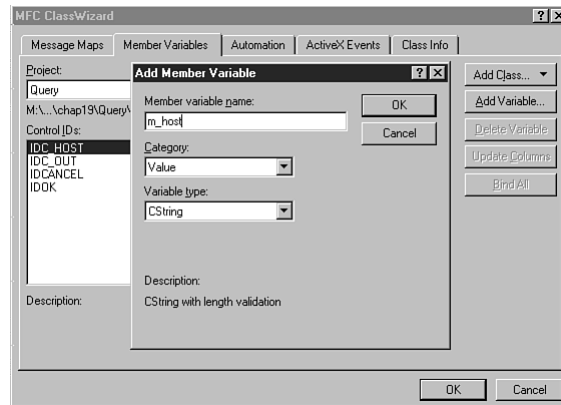 MFC ClassWizard
Message Maps Member Variables Automation ActiveX Events Class Info
Project:
Query
M:\...\chap19\Query\
Control IDs:
IDC_HOST
IDC_OUT
IDCANCEL
IDOK
Description:
Add Member Variable
Member variable name:
m_host
Category:
Value
Variable type:
CString
Description:
CString with length validation
OK
Cancel
Add Class...
Add Variable...
Delete Variable
Update Columns
Bind All
OK
Cancel